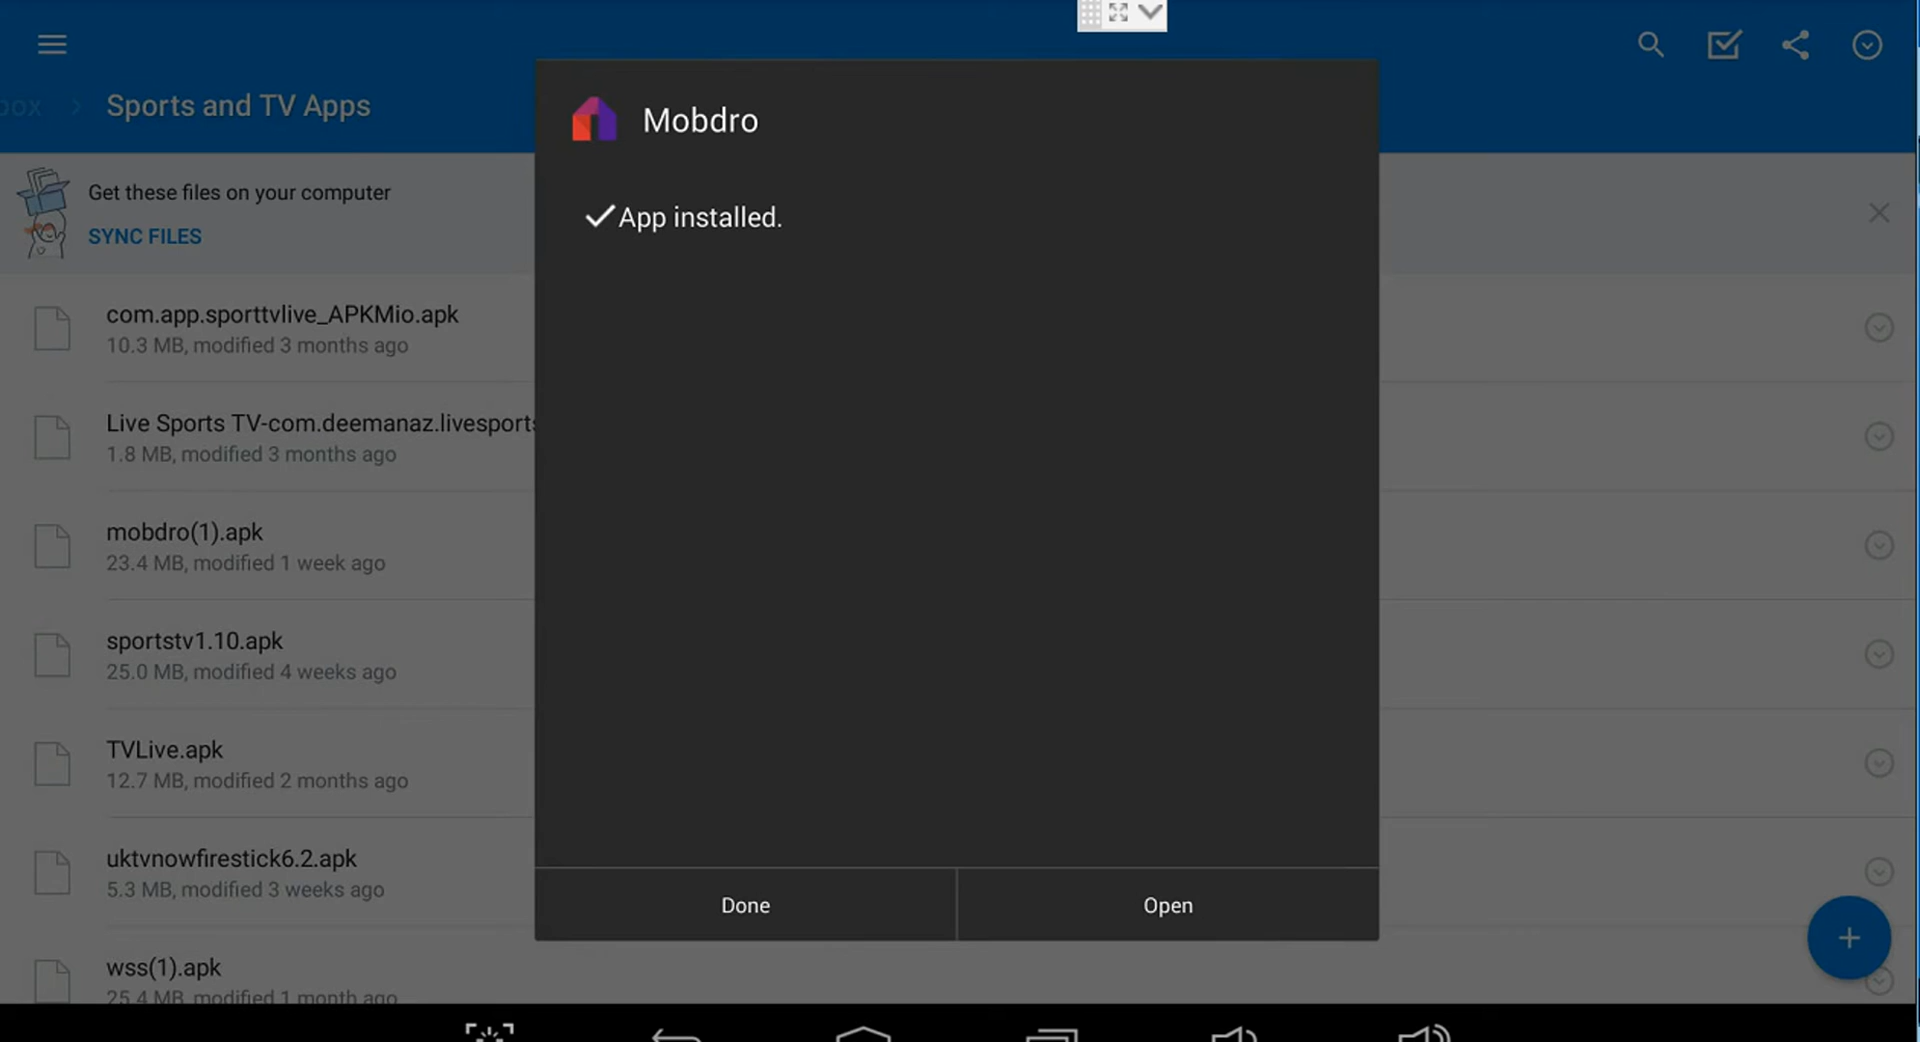 box > Sports and TV Apps
Get these files on your computer
SYNC FILES
com.app.sporttvlive_APKMio.apk
10.3 MB, modified 3 months ago
Live Sports TV-com.deemanaz.livesports
1.8 MB, modified 3 months ago
mobdro(1).apk
23.4 MB, modified 1 week ago
sportstv1.10.apk
25.0 MB, modified 4 weeks ago
TVLive.apk
12.7 MB, modified 2 months ago
uktvnowfirestick6.2.apk
5.3 MB, modified 3 weeks ago
wss(1).apk
25.4 MB, modified 1 month ago
Mobdro
App installed.
Done
Open